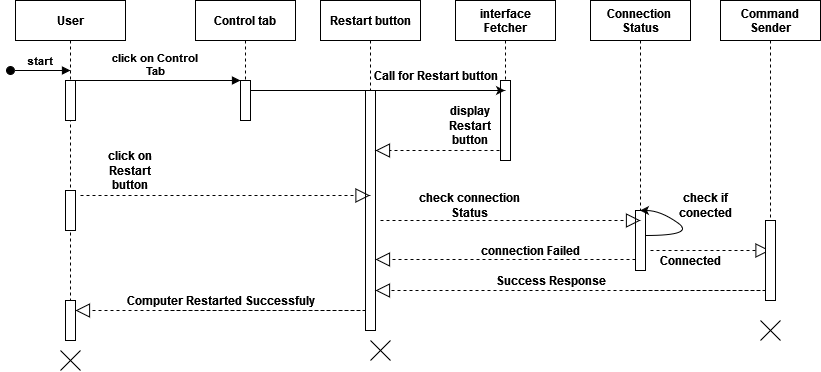 User
Control tab
Restart button
interface
Fetcher
Connection
Status
Command
Sender
start
click on Control
Tab
Call for Restart button
display
Restart
button
click on
Restart
button
check connection
Status
check if
conected
connection Failed
Connected
Success Response
Computer Restarted Successfuly